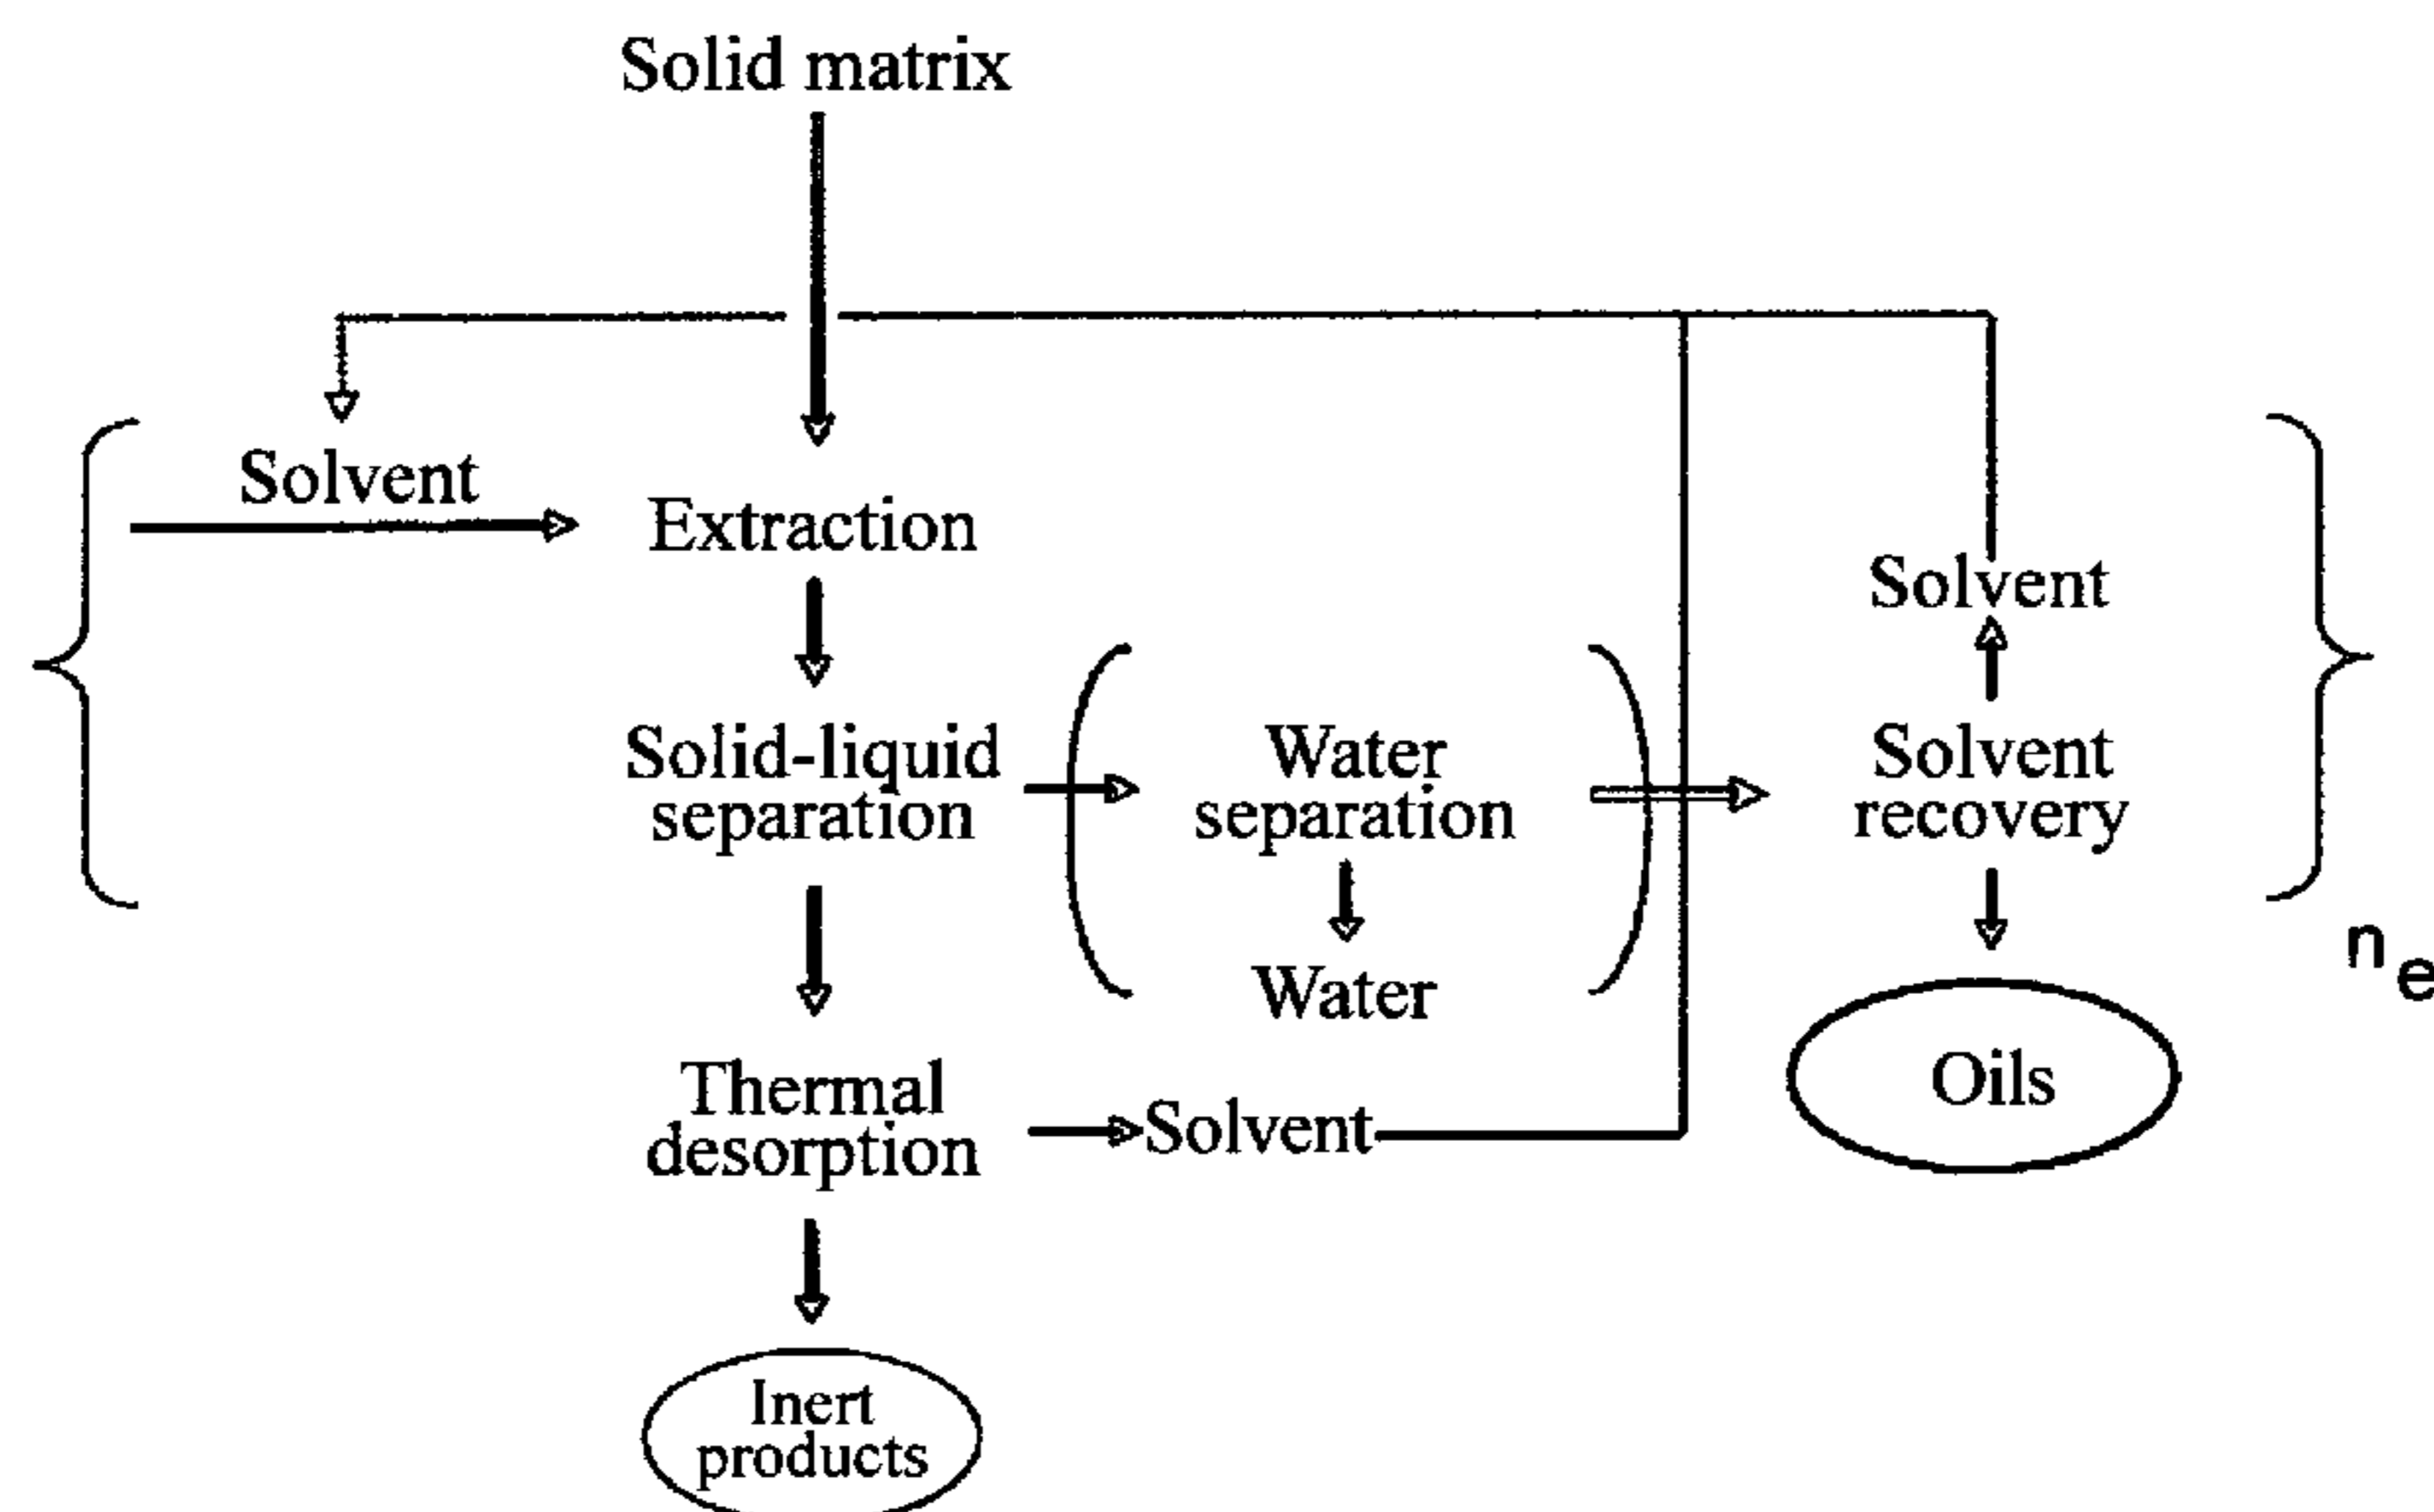 Solid matrix
Solvent
Extraction
Solvent
Solid-liquid
separation
Water
separation
Solvent
recovery
Water
n e
Oils
Thermal
desorption
Solvent
Inert
products